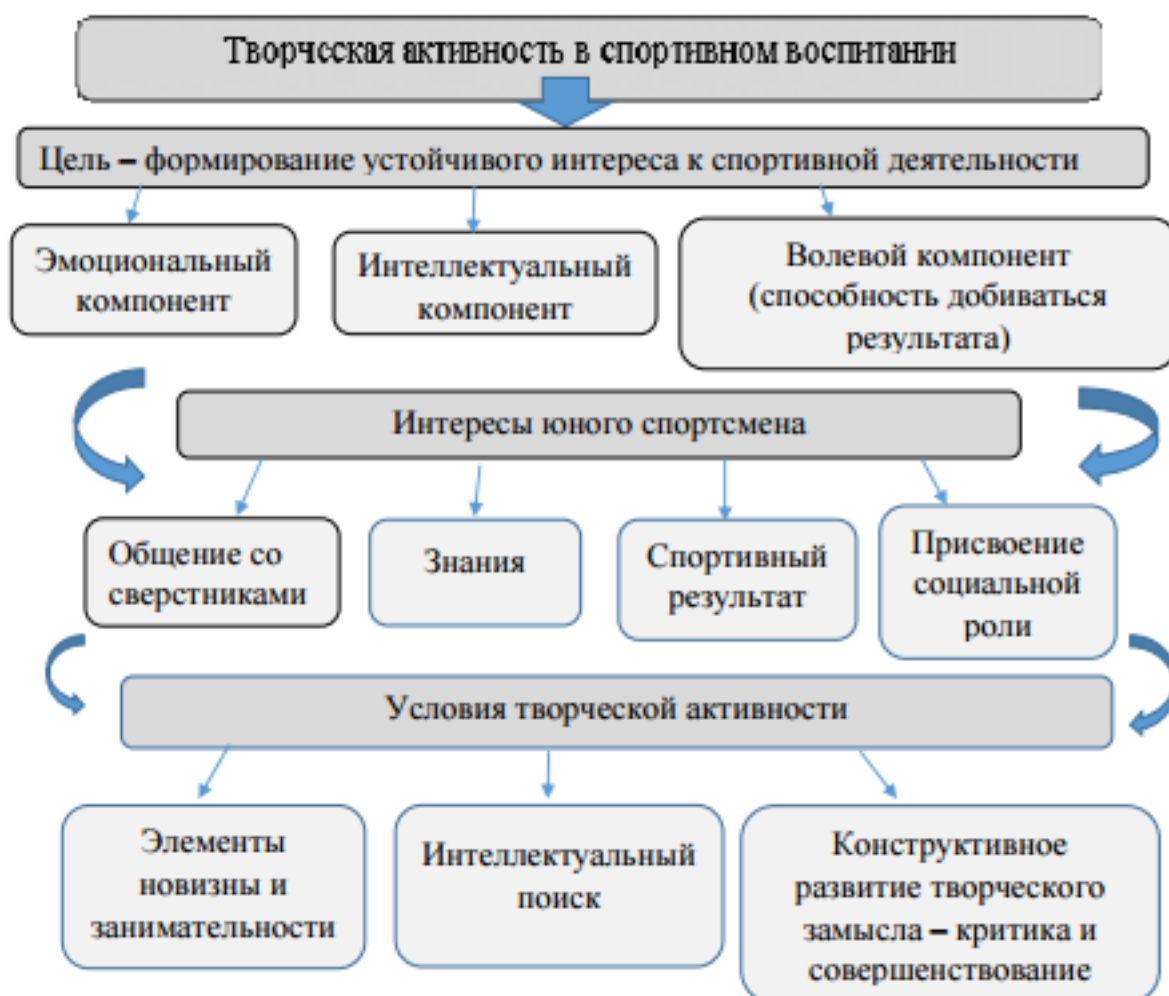 Творческая активность в спортивном воспитании
Цель – формирование устойчивого интереса к спортивной деятельности
Эмоциональный
компонент
Интеллектуальный
компонент
Волевой компонент
(способность добиваться
результата)
Интересы юного спортсмена
Общение со
сверстниками
Знания
Спортивный
результат
Присвоение
социальной
роли
Условия творческой активности
Элементы
новизны и
занимательности
Интеллектуальный
поиск
Конструктивное
развитие творческого
замысла – критика и
совершенствование